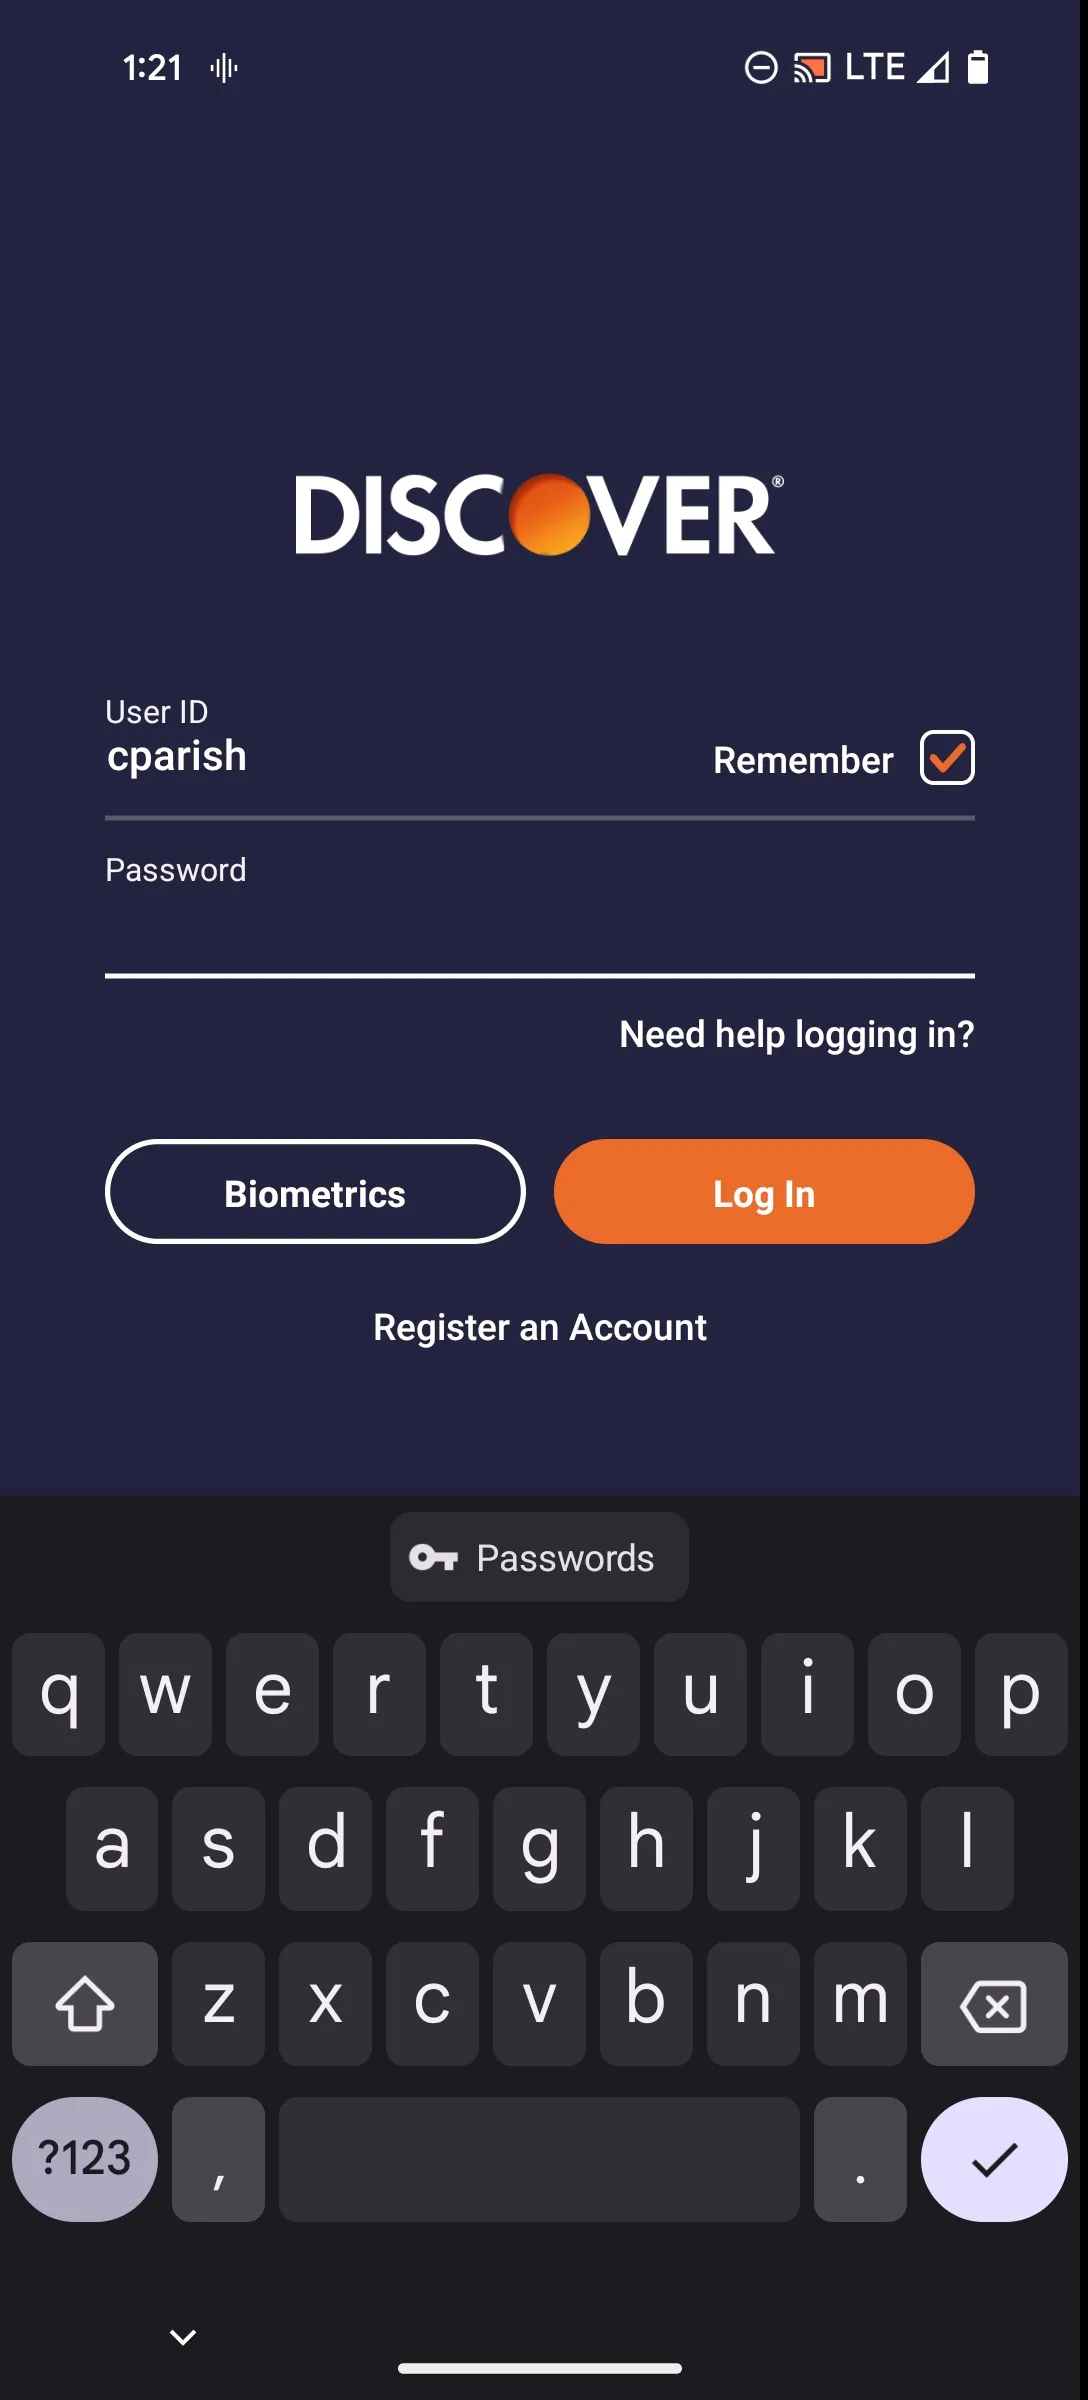 1:21 LTE
DISCOVER®
User ID
cparish
Remember
Password
Need help logging in?
Biometrics
Log In
Register an Account
Passwords
q w e r t y u i o p
a s d f g h j k l
z x c v b n m
?123 , .